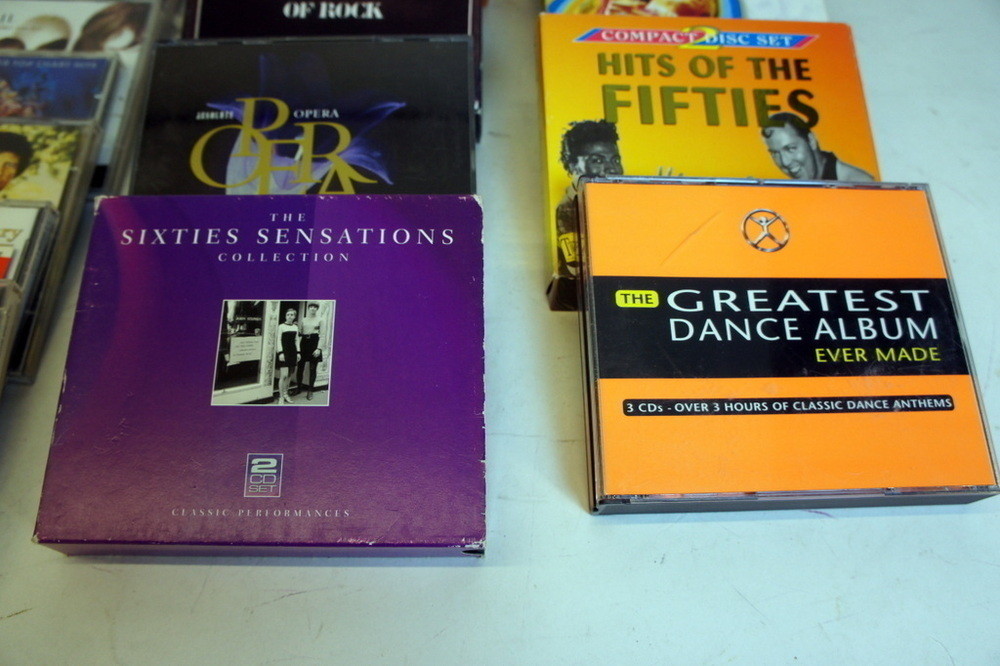 OF ROCK
ABSOLUTE OPERA
OPERA
COMPACT DISC SET
2
HITS OF THE
FIFTIES
THE
SIXTIES SENSATIONS
COLLECTION
2
CD
SET
CLASSIC PERFORMANCES
THE GREATEST
DANCE ALBUM
EVER MADE
3 CDs - OVER 3 HOURS OF CLASSIC DANCE ANTHEMS